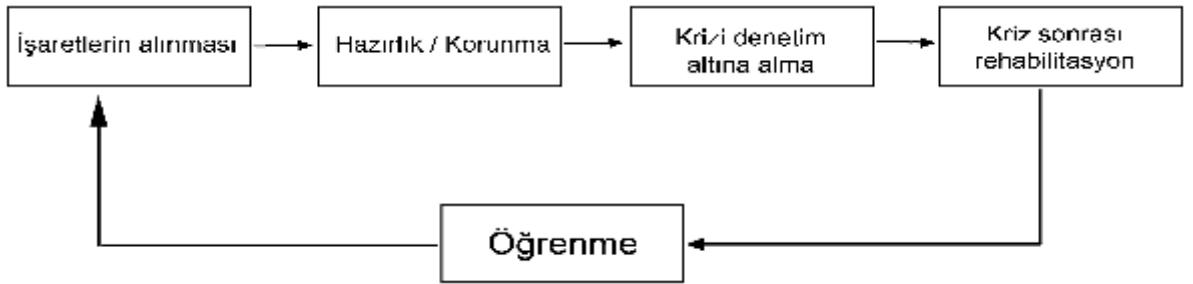 İşaretlerin alınması
Hazırlık / Korunma
Krizi denetim
altına alma
Kriz sonrası
rehabilitasyon
Öğrenme